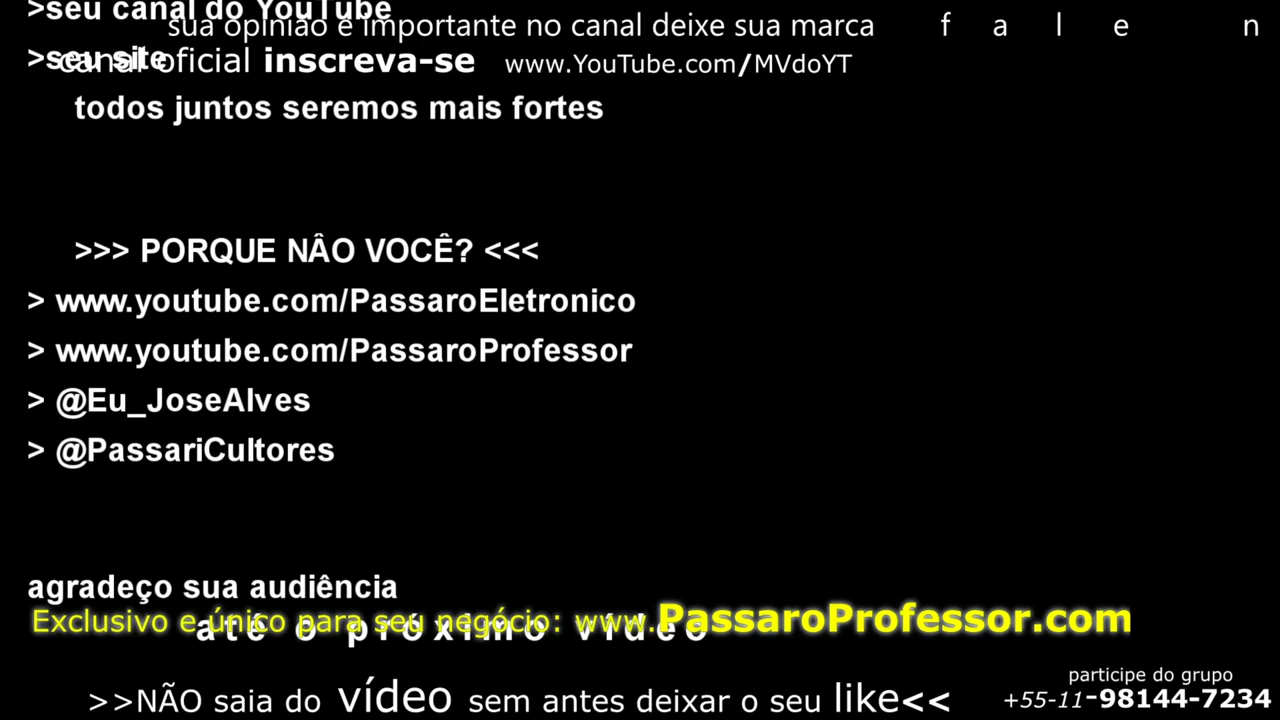 >seu canal do YouTube
sua opinião é importante no canal deixe sua marca f a l e n
>seu site
canal oficial inscreva-se www.YouTube.com/MVdoYT
todos juntos seremos mais fortes
>>> PORQUE NÂO VOCÊ? <<<
> www.youtube.com/PassaroEletronico
> www.youtube.com/PassaroProfessor
> @Eu_JoseAlves
> @PassariCultores
agradeço sua audiência
Exclusivo e único para seu negócio: www.PassaroProfessor.com
até o próximo vídeo
participe do grupo
>>NÃO saia do vídeo sem antes deixar o seu like<<
+55-11-98144-7234